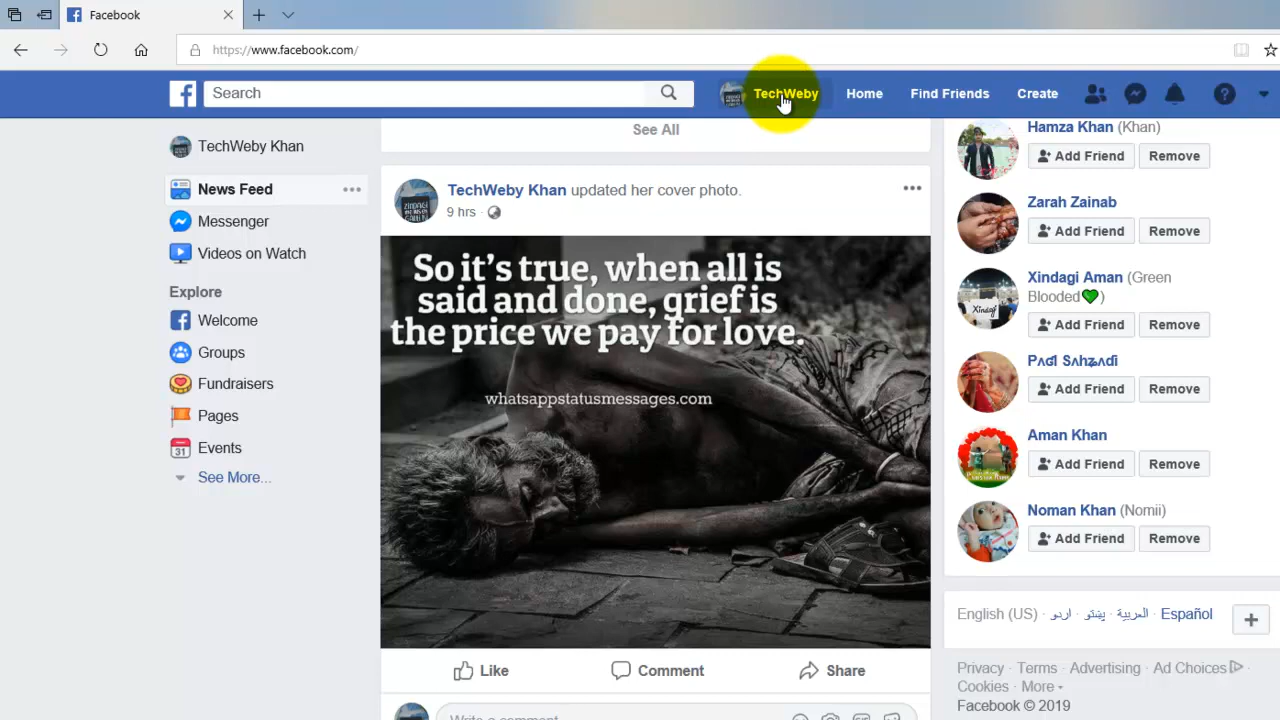 Facebook
https://www.facebook.com/
Search
TechWeby
Home
Find Friends
Create
TechWeby Khan
News Feed
Messenger
Videos on Watch
Explore
Welcome
Groups
Fundraisers
Pages
31 Events
See More...
See All
TechWeby Khan updated her cover photo.
9 hrs ·
So it's true, when all is
said and done, grief is
the price we pay for love.
whatsappstatusmessages.com
Like Comment Share
Write a comment
Hamza Khan (Khan)
Add Friend Remove
Zarah Zainab
Add Friend Remove
Xindagi Aman (Green
Blooded💚)
Add Friend Remove
Xindagi
Add Friend Remove
Aman Khan
Add Friend Remove
Noman Khan (Nomii)
Add Friend Remove
English (US) · اردو · پښتو · العربية · Español
Privacy · Terms · Advertising · Ad Choices ·
Cookies · More
Facebook © 2019